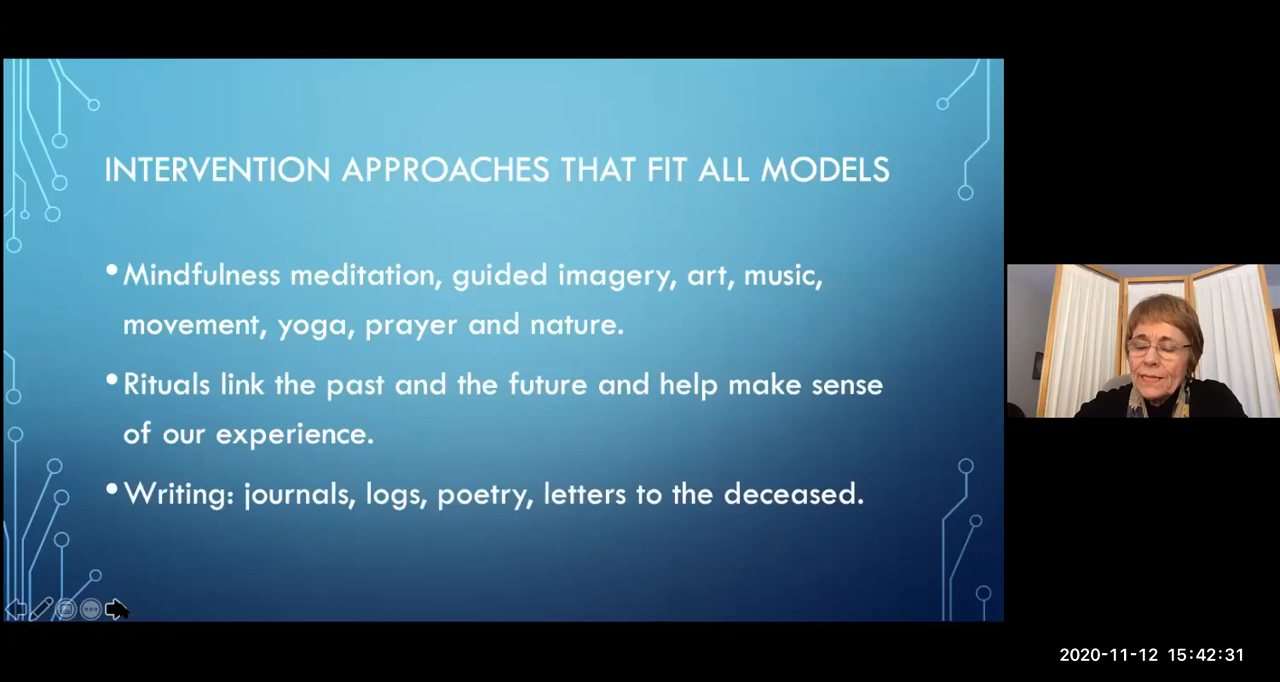 INTERVENTION APPROACHES THAT FIT ALL MODELS
•Mindfulness meditation, guided imagery, art, music,
movement, yoga, prayer and nature.
•Rituals link the past and the future and help make sense
of our experience.
•Writing: journals, logs, poetry, letters to the deceased.
2020-11-12 15:42:31